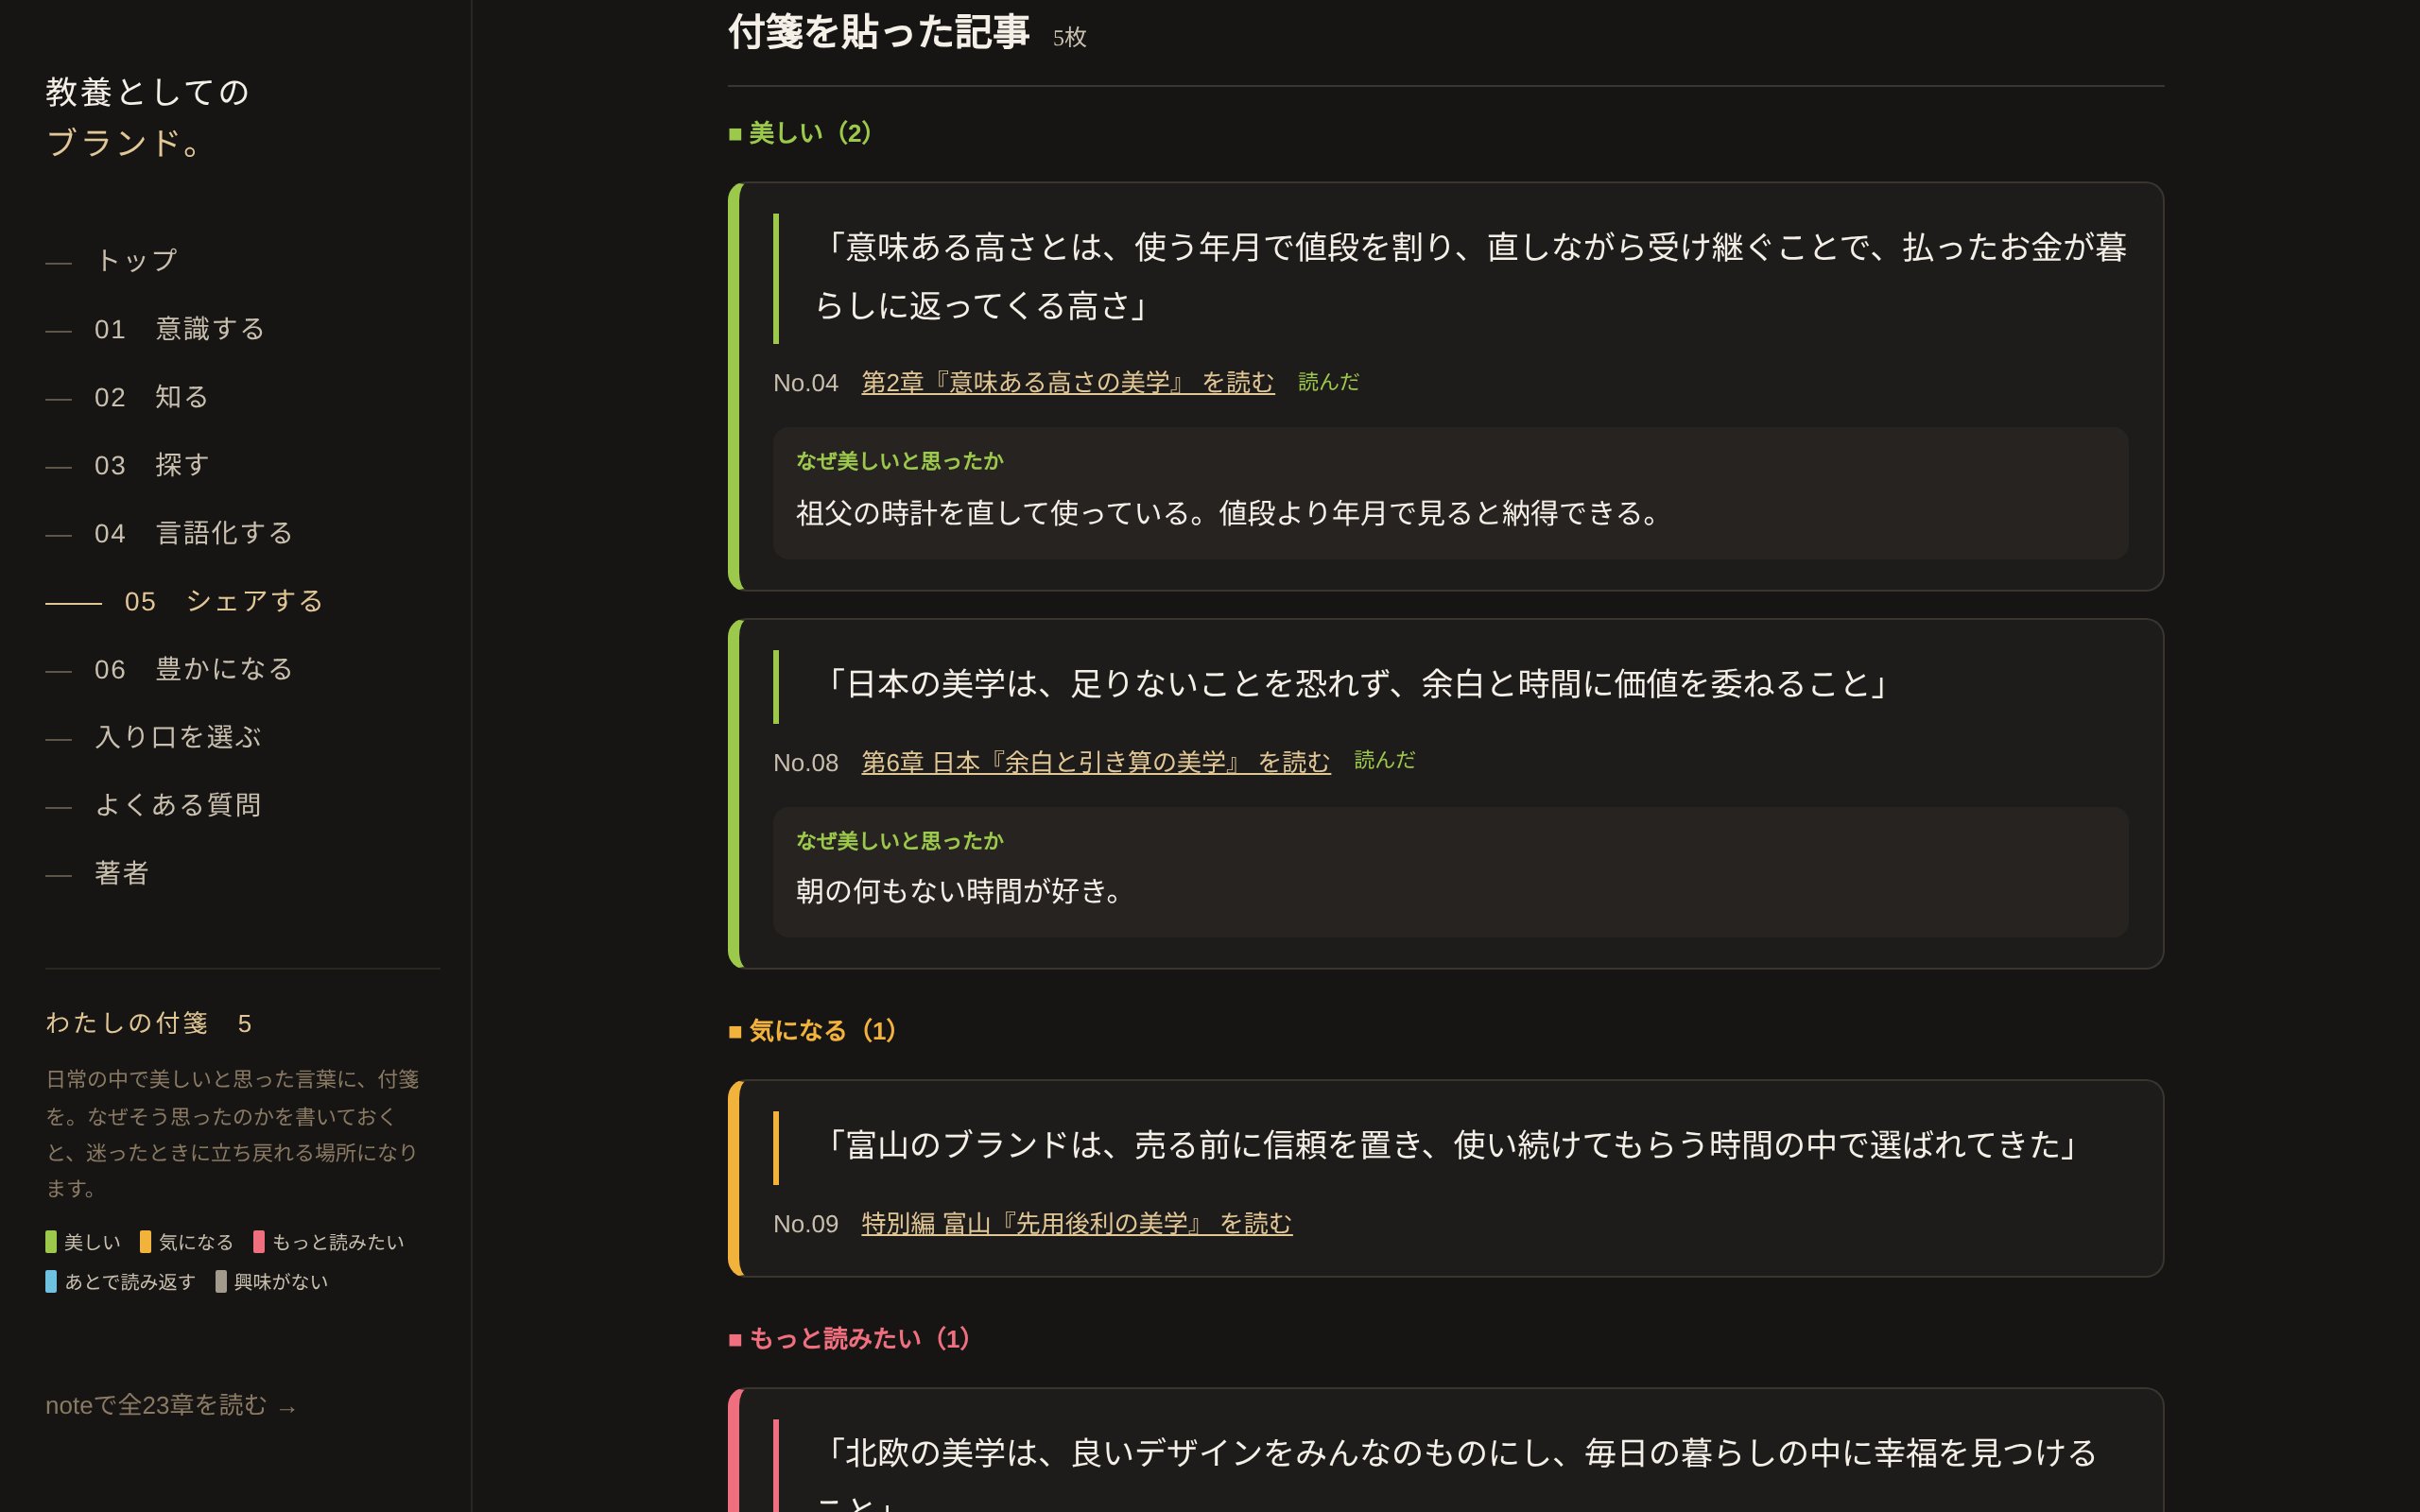 教養としての
ブランド。
トップ
01 意識する
02 知る
03 探す
04 言語化する
05 シェアする
06 豊かになる
入り口を選ぶ
よくある質問
著者
わたしの付箋 5
日常の中で美しいと思った言葉に、付箋
を。なぜそう思ったのかを書いておく
と、迷ったときに立ち戻れる場所になり
ます。
美しい 気になる もっと読みたい
あとで読み返す 興味がない
noteで全23章を読む →
付箋を貼った記事 5枚
■ 美しい（2）
「意味ある高さとは、使う年月で値段を割り、直しながら受け継ぐことで、払ったお金が暮
らしに返ってくる高さ」
No.04 第2章『意味ある高さの美学』 を読む 読んだ
なぜ美しいと思ったか
祖父の時計を直して使っている。値段より年月で見ると納得できる。
「日本の美学は、足りないことを恐れず、余白と時間に価値を委ねること」
No.08 第6章 日本『余白と引き算の美学』 を読む 読んだ
なぜ美しいと思ったか
朝の何もない時間が好き。
■ 気になる（1）
「富山のブランドは、売る前に信頼を置き、使い続けてもらう時間の中で選ばれてきた」
No.09 特別編 富山『先用後利の美学』 を読む
■ もっと読みたい（1）
「北欧の美学は、良いデザインをみんなのものにし、毎日の暮らしの中に幸福を見つける
こと」